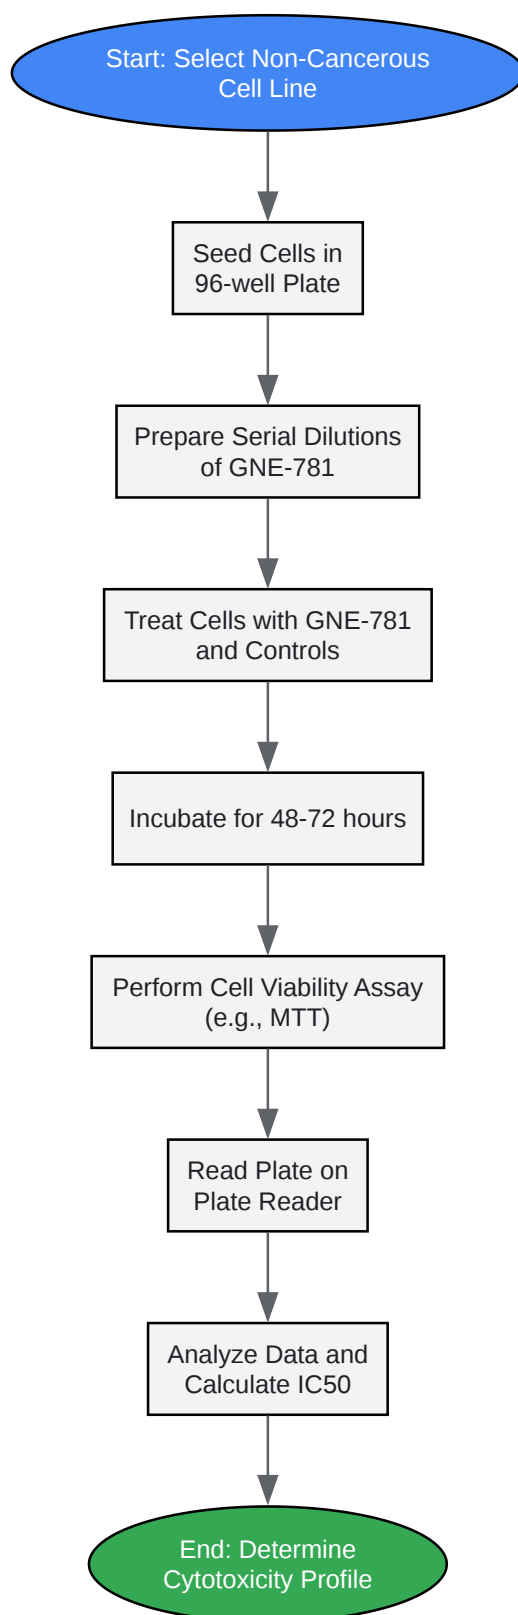 Start: Select Non-Cancerous
Cell Line
Seed Cells in
96-well Plate
Prepare Serial Dilutions
of GNE-781
Treat Cells with GNE-781
and Controls
Incubate for 48-72 hours
Perform Cell Viability Assay
(e.g., MTT)
Read Plate on
Plate Reader
Analyze Data and
Calculate IC50
End: Determine
Cytotoxicity Profile